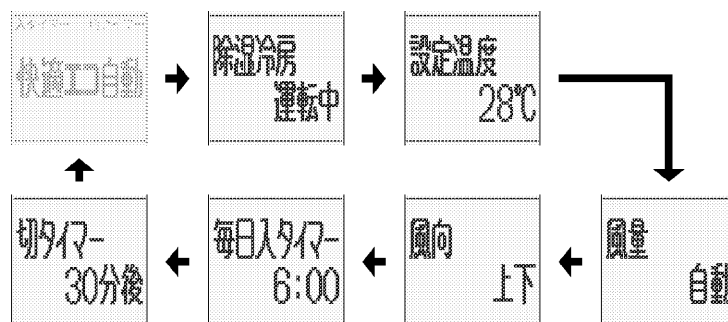 快適エコ自動
除湿冷房
運転中
設定温度
28℃
風量
自動
風向
上下
毎日入タイマー
6:00
切タイマー
30分後